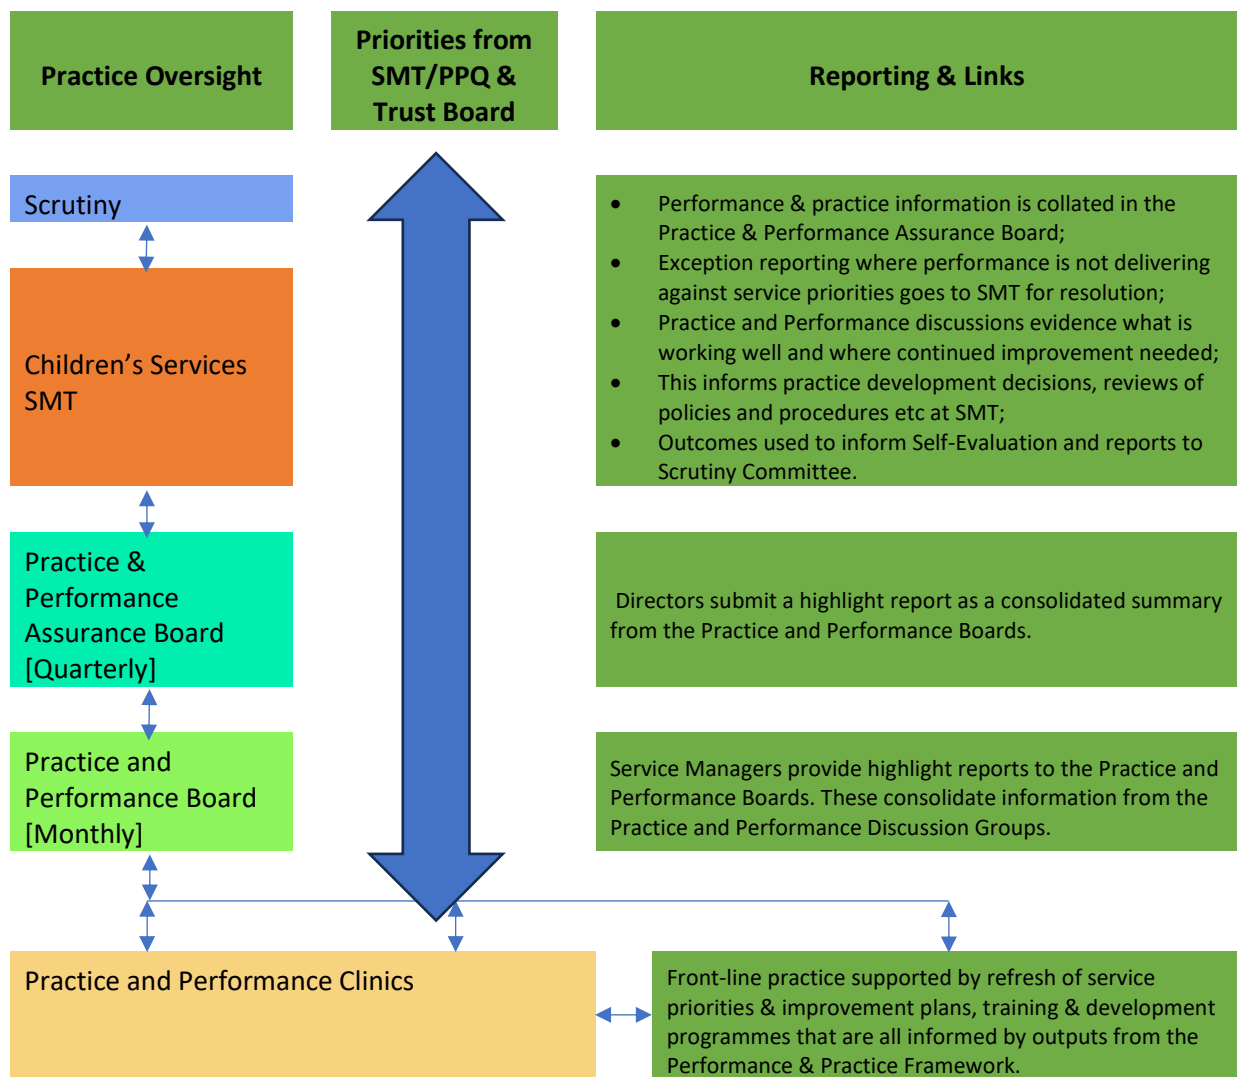 Practice Oversight
Priorities from
SMT/PPQ &
Trust Board
Reporting & Links
Scrutiny
Children’s Services
SMT
• Performance & practice information is collated in the
Practice & Performance Assurance Board;
• Exception reporting where performance is not delivering
against service priorities goes to SMT for resolution;
• Practice and Performance discussions evidence what is
working well and where continued improvement needed;
• This informs practice development decisions, reviews of
policies and procedures etc at SMT;
• Outcomes used to inform Self-Evaluation and reports to
Scrutiny Committee.
Practice &
Performance
Assurance Board
[Quarterly]
Directors submit a highlight report as a consolidated summary
from the Practice and Performance Boards.
Practice and
Performance Board
[Monthly]
Service Managers provide highlight reports to the Practice and
Performance Boards. These consolidate information from the
Practice and Performance Discussion Groups.
Practice and Performance Clinics
Front-line practice supported by refresh of service
priorities & improvement plans, training & development
programmes that are all informed by outputs from the
Performance & Practice Framework.